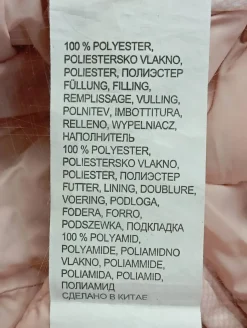 100 % POLYESTER,
POLIESTERSKO VLAKNO,
POLIESTER, ПОЛИЭСТЕР
FÜLLUNG, FILLING,
REMPLISSAGE, VULLING,
POLNITEV, IMBOTTITURA,
RELLENO, WYPEŁNIACZ,
НАПОЛНИТЕЛЬ
100 % POLYESTER,
POLIESTERSKO VLAKNO,
POLIESTER, ПОЛИЭСТЕР
FUTTER, LINING, DOUBLURE,
VOERING, PODLOGA,
FODERA, FORRO,
PODSZEWKA, ПОДКЛАДКА
100 % POLYAMID,
POLYAMIDE, POLIAMIDNO
VLAKNO, POLIAMMIDE,
POLIAMIDA, POLIAMID,
ПОЛИАМИД
СДЕЛАНО В КИТАЕ